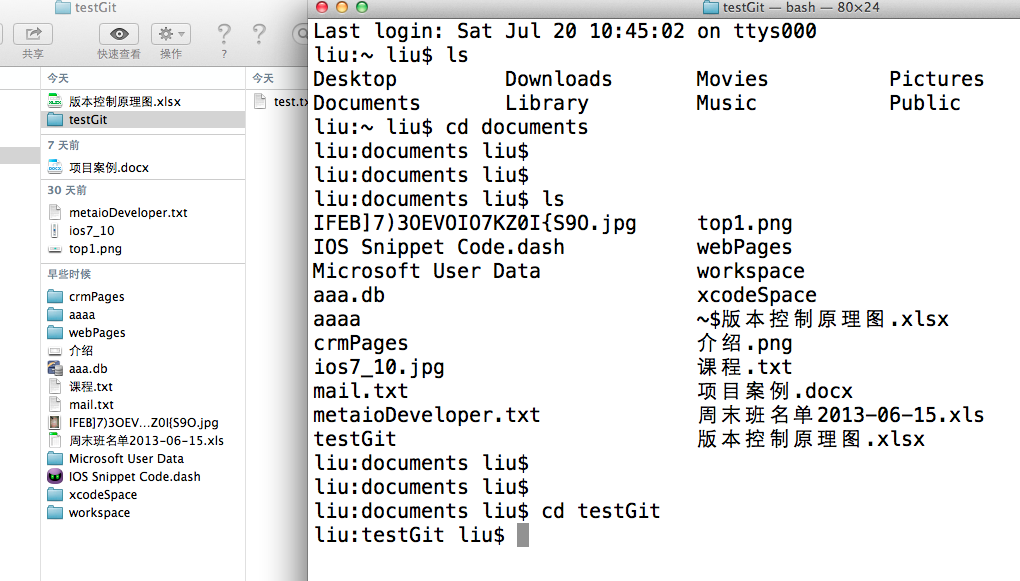 testGit
共享
快速查看
操作
?
今天
版本控制原理图.xlsx
testGit
7 天前
项目案例.docx
30 天前
metaioDeveloper.txt
ios7_10
top1.png
早些时候
crmPages
aaaa
webPages
介绍
aaa.db
课程.txt
mail.txt
IFEB]7)3OEV...Z0I{S9O.jpg
周末班名单2013-06-15.xls
Microsoft User Data
IOS Snippet Code.dash
xcodeSpace
workspace
今天
test.tx
testGit — bash — 80×24
Last login: Sat Jul 20 10:45:02 on ttys000
liu:~ liu$ ls
Desktop Downloads Movies Pictures
Documents Library Music Public
liu:~ liu$ cd documents
liu:documents liu$
liu:documents liu$
liu:documents liu$ ls
IFEB]7)3OEVOIO7KZ0I{S9O.jpg top1.png
IOS Snippet Code.dash webPages
Microsoft User Data workspace
aaa.db xcodeSpace
aaaa ~$版本控制原理图.xlsx
crmPages 介绍.png
ios7_10.jpg 课程.txt
mail.txt 项目案例.docx
metaioDeveloper.txt 周末班名单2013-06-15.xls
testGit 版本控制原理图.xlsx
liu:documents liu$
liu:documents liu$
liu:documents liu$ cd testGit
liu:testGit liu$